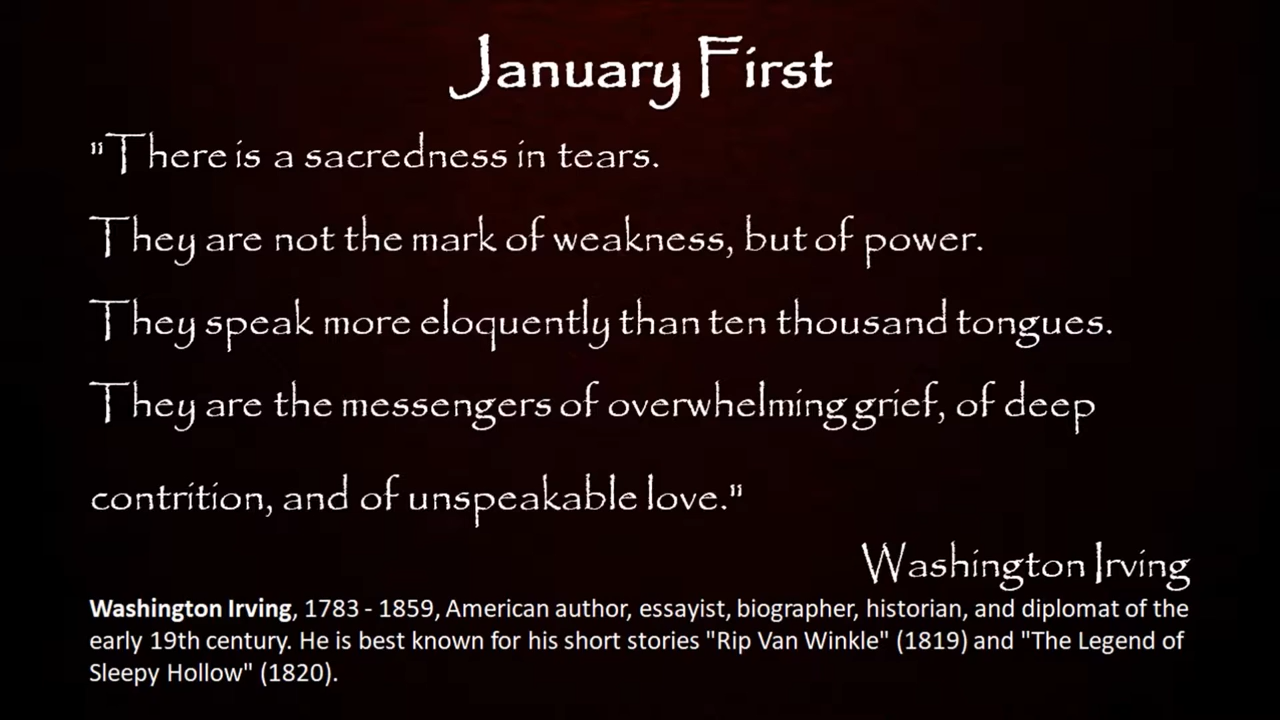 January First
"There is a sacredness in tears.
They are not the mark of weakness, but of power.
They speak more eloquently than ten thousand tongues.
They are the messengers of overwhelming grief, of deep
contrition, and of unspeakable love."
Washington Irving
Washington Irving, 1783 - 1859, American author, essayist, biographer, historian, and diplomat of the
early 19th century. He is best known for his short stories "Rip Van Winkle" (1819) and "The Legend of
Sleepy Hollow" (1820).